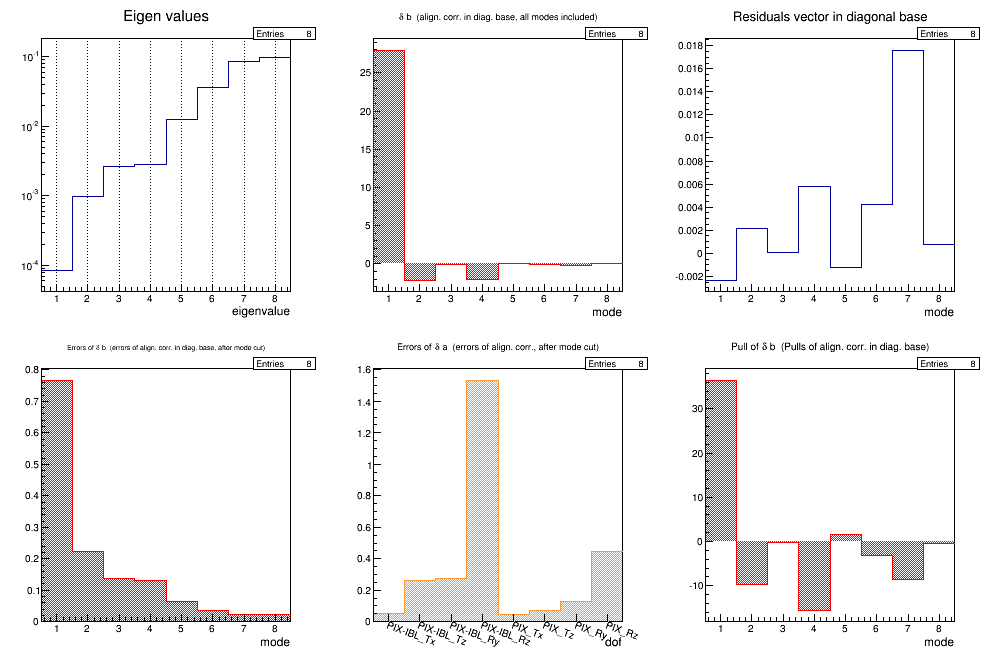 Eigen values
Entries 8
10^-1
10^-2
10^-3
10^-4
1 2 3 4 5 6 7 8
eigenvalue
δ b (align. corr. in diag. base, all modes included)
Entries 8
25
20
15
10
5
0
1 2 3 4 5 6 7 8
mode
Residuals vector in diagonal base
Entries 8
0.018
0.016
0.014
0.012
0.01
0.008
0.006
0.004
0.002
0
-0.002
1 2 3 4 5 6 7 8
mode
Errors of δ b (errors of align. corr. in diag. base, after mode cut)
Entries 8
0.8
0.7
0.6
0.5
0.4
0.3
0.2
0.1
0
1 2 3 4 5 6 7 8
mode
Errors of δ a (errors of align. corr., after mode cut)
Entries 8
1.6
1.4
1.2
1
0.8
0.6
0.4
0.2
0
PIX-IBL_Tx
PIX-IBL_Tz
PIX-IBL_Ry
PIX-IBL_Rz
PIX_Tx
PIX_Tz
PIX_Ry
PIX_Rz
dof
Pull of δ b (Pulls of align. corr. in diag. base)
Entries 8
30
20
10
0
-10
1 2 3 4 5 6 7 8
mode